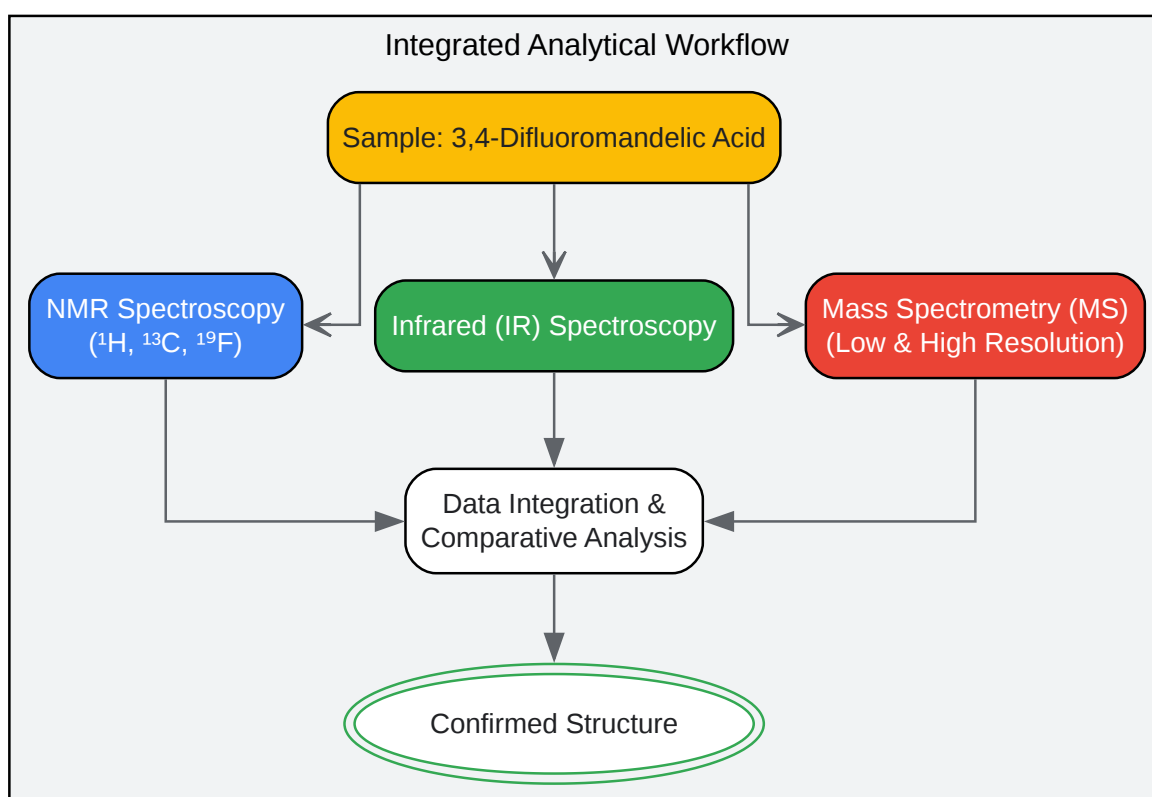 Integrated Analytical Workflow
Sample: 3,4-Difluoromandelic Acid
NMR Spectroscopy
(¹H, ¹³C, ¹⁹F)
Infrared (IR) Spectroscopy
Mass Spectrometry (MS)
(Low & High Resolution)
Data Integration &
Comparative Analysis
Confirmed Structure